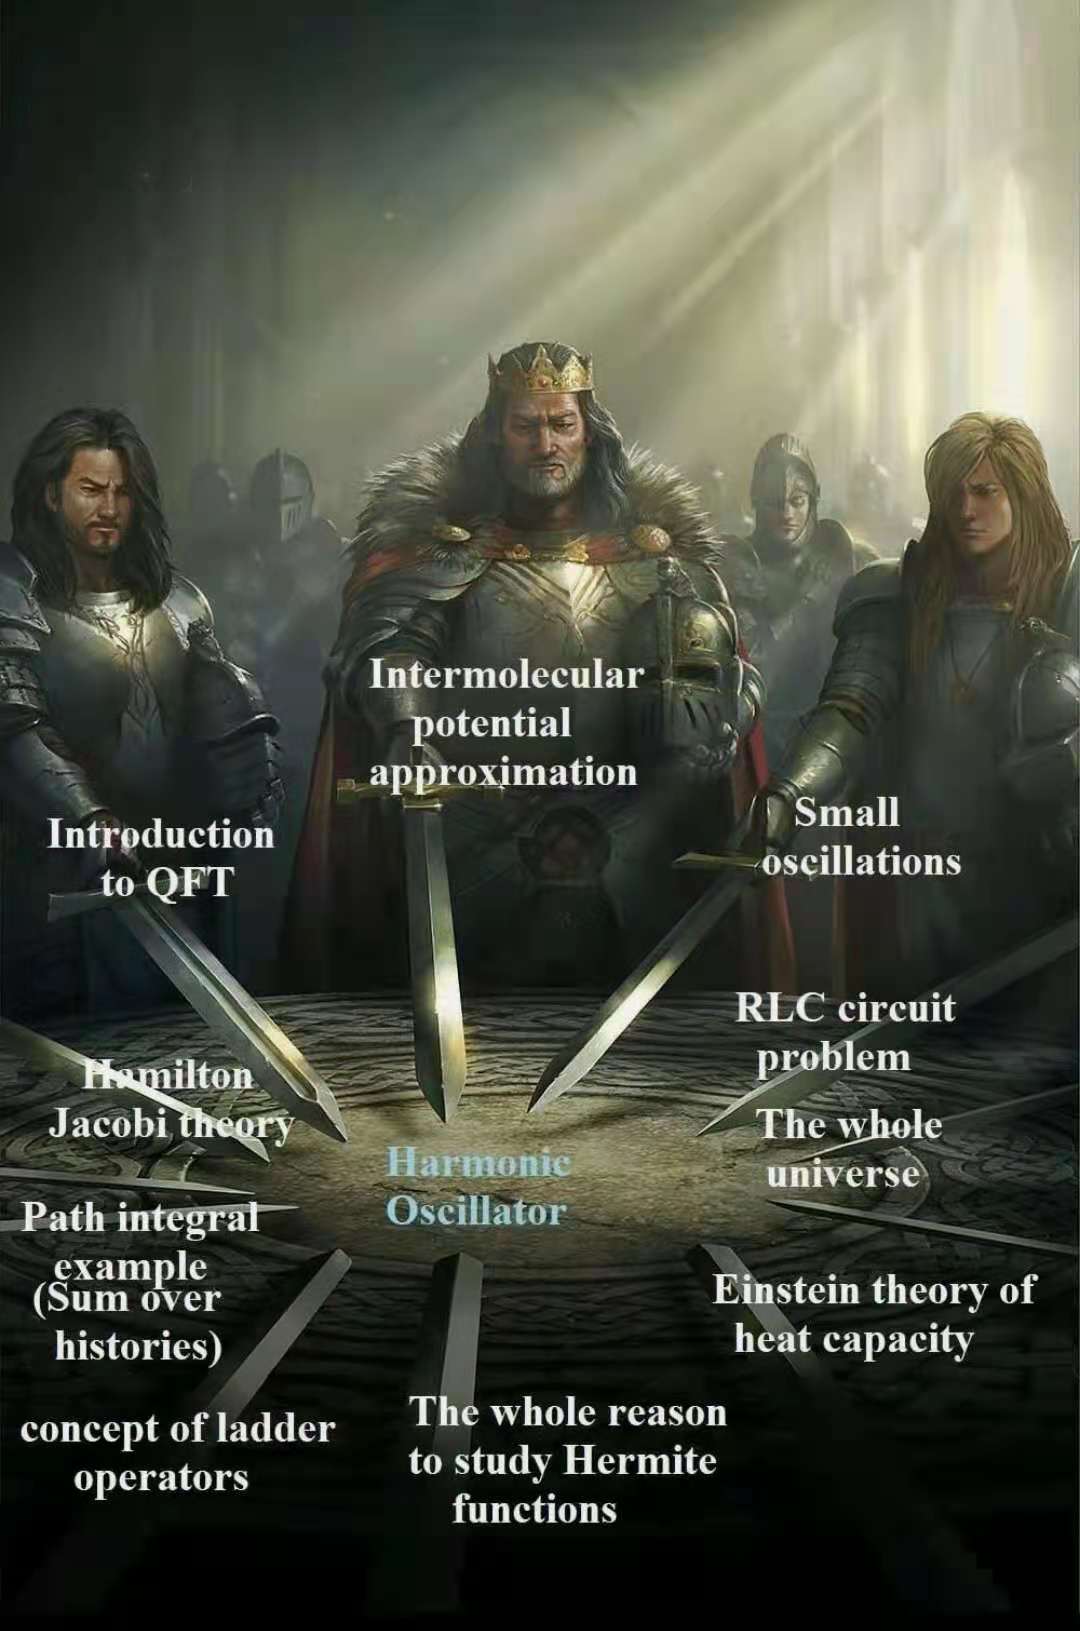 Intermolecular
potential
approximation
Introduction
to QFT
Small
oscillations
RLC circuit
problem
Hamilton
Jacobi theory
The whole
universe
Harmonic
Oscillator
Path integral
example
(Sum over
histories)
Einstein theory of
heat capacity
concept of ladder
operators
The whole reason
to study Hermite
functions